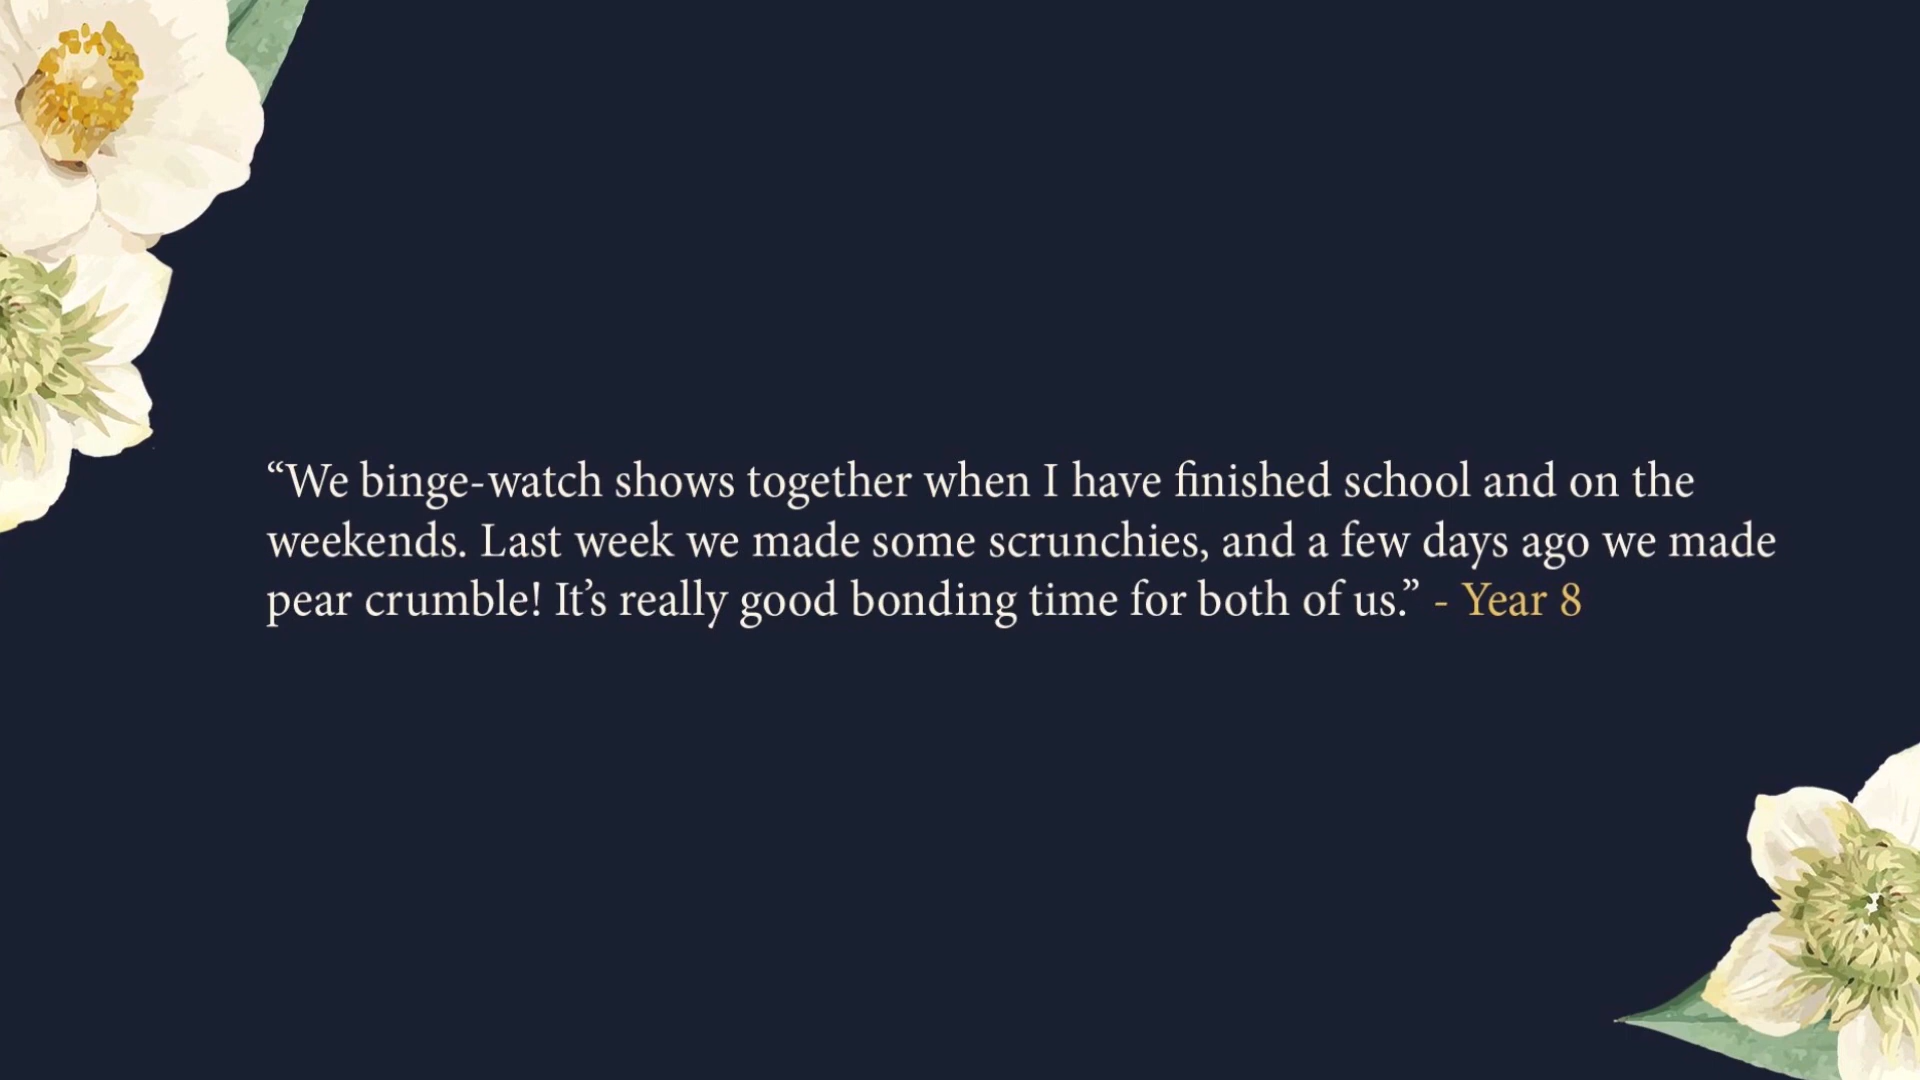 “We binge-watch shows together when I have finished school and on the
weekends. Last week we made some scrunchies, and a few days ago we made
pear crumble! It’s really good bonding time for both of us.” - Year 8